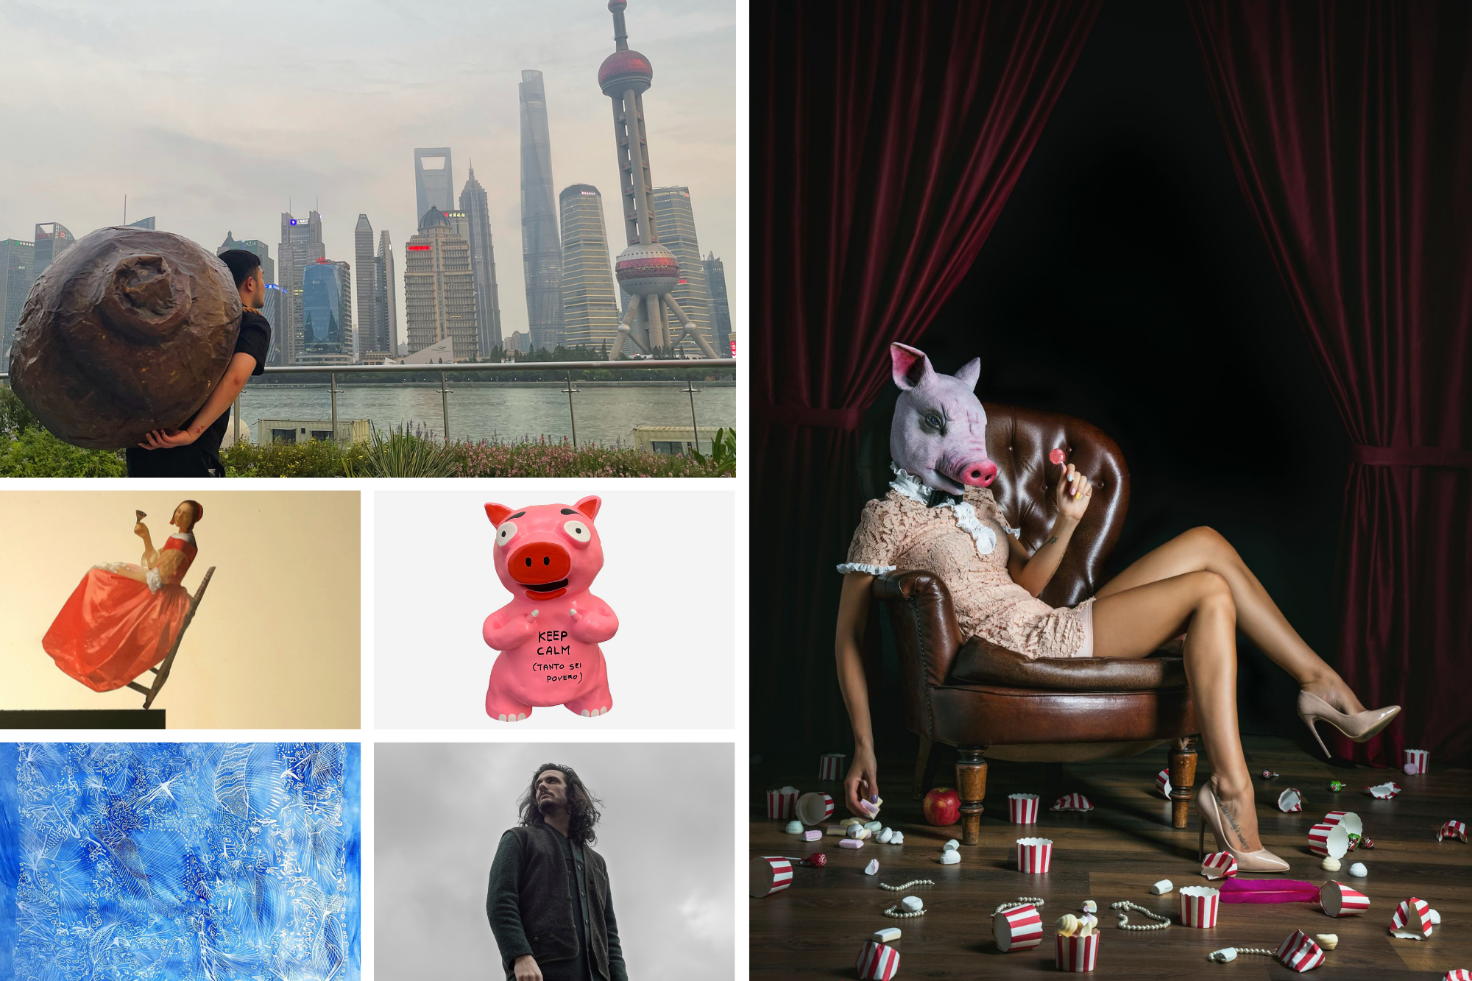 KEEP
CALM
(TANTO SEI
POVERO)